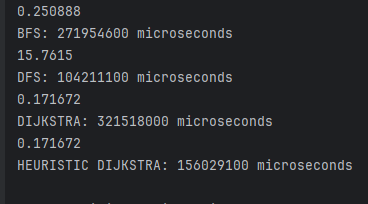 0.250888
BFS: 271954600 microseconds
15.7615
DFS: 104211100 microseconds
0.171672
DIJKSTRA: 321518000 microseconds
0.171672
HEURISTIC DIJKSTRA: 156029100 microseconds